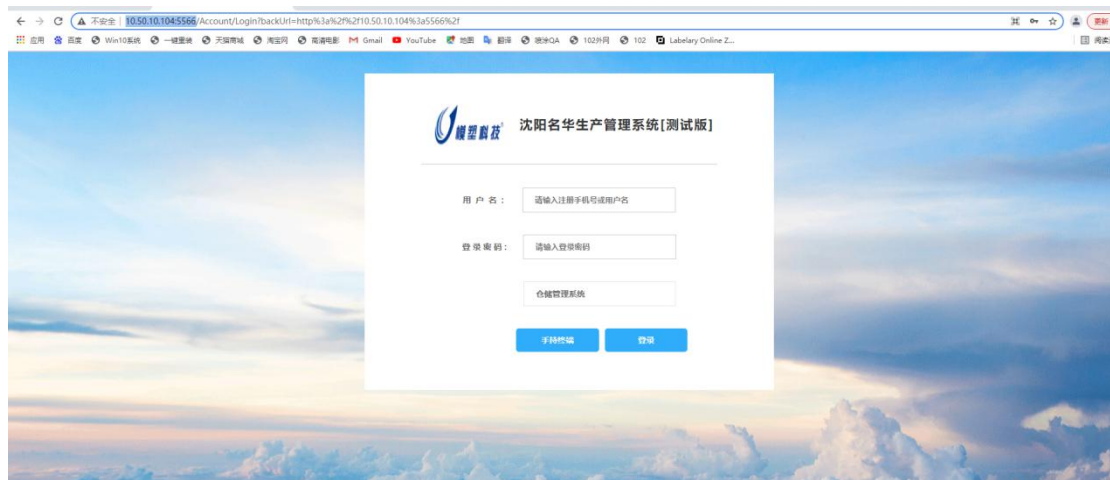 不安全 | 10.50.10.104:5566/Account/Login?backUrl=http%3a%2f%2f10.50.10.104%3a5566%2f
更新
应用 百度 Win10系统 一键重装 天猫商城 淘宝网 高清电影 Gmail YouTube 地图 翻译 喷涂QA 102外网 102 Labelary Online Z...
模塑科技 沈阳名华生产管理系统[测试版]
用 户 名 : 请输入注册手机号或用户名
登录密码: 请输入登录密码
仓储管理系统
手持终端 登录